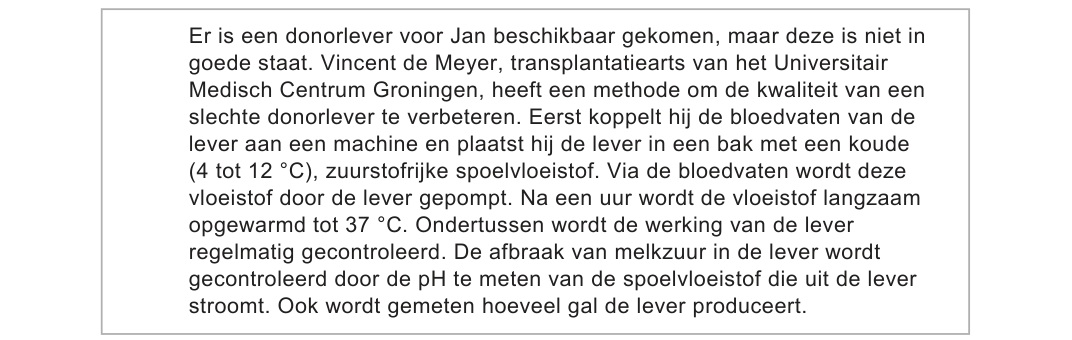 Er is een donorlever voor Jan beschikbaar gekomen, maar deze is niet in
goede staat. Vincent de Meyer, transplantatiearts van het Universitair
Medisch Centrum Groningen, heeft een methode om de kwaliteit van een
slechte donorlever te verbeteren. Eerst koppelt hij de bloedvaten van de
lever aan een machine en plaatst hij de lever in een bak met een koude
(4 tot 12 °C), zuurstofrijke spoelvloeistof. Via de bloedvaten wordt deze
vloeistof door de lever gepompt. Na een uur wordt de vloeistof langzaam
opgewarmd tot 37 °C. Ondertussen wordt de werking van de lever
regelmatig gecontroleerd. De afbraak van melkzuur in de lever wordt
gecontroleerd door de pH te meten van de spoelvloeistof die uit de lever
stroomt. Ook wordt gemeten hoeveel gal de lever produceert.